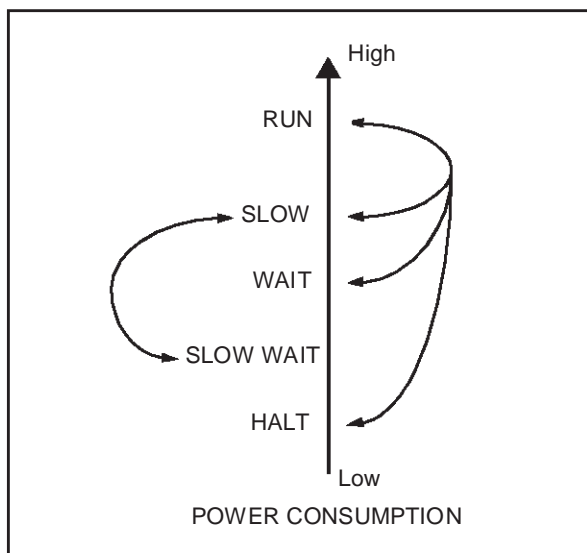 High
RUN
SLOW
WAIT
SLOW WAIT
HALT
Low
POWER CONSUMPTION